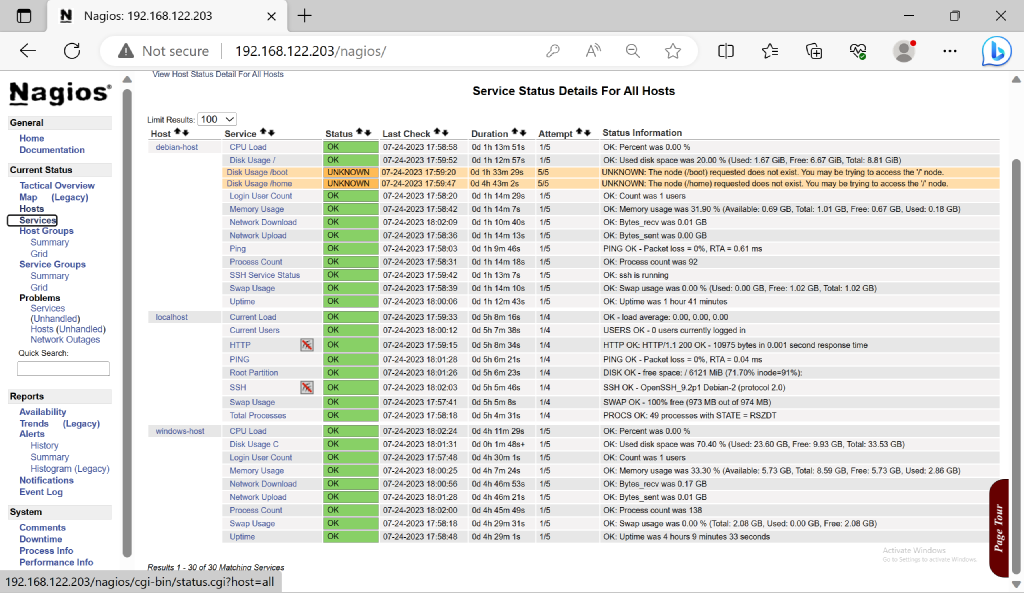 Nagios: 192.168.122.203
Not secure
192.168.122.203/nagios/
Nagios®
General
Home
Documentation
Current Status
Tactical Overview
Map (Legacy)
Hosts
Services
Host Groups
Summary
Grid
Service Groups
Summary
Grid
Problems
Services
(Unhandled)
Hosts (Unhandled)
Network Outages
Quick Search:
Reports
Availability
Trends (Legacy)
Alerts
History
Summary
Histogram (Legacy)
Notifications
Event Log
System
Comments
Downtime
Process Info
Performance Info
192.168.122.203/nagios/cgi-bin/status.cgi?host=all
View Host Status Detail For All Hosts
Service Status Details For All Hosts
Limit Results: 100
Host Service Status Last Check Duration Attempt Status Information
debian-host CPU Load OK 07-24-2023 17:58:58 0d 1h 13m 51s 1/5 OK: Percent was 0.00 %
Disk Usage / OK 07-24-2023 17:59:52 0d 1h 12m 57s 1/5 OK: Used disk space was 20.00 % (Used: 1.67 GiB, Free: 6.67 GiB, Total: 8.81 GiB)
Disk Usage /boot UNKNOWN 07-24-2023 17:59:20 0d 1h 33m 29s 5/5 UNKNOWN: The node (/boot) requested does not exist. You may be trying to access the '/' node.
Disk Usage /home UNKNOWN 07-24-2023 17:59:47 0d 4h 43m 2s 5/5 UNKNOWN: The node (/home) requested does not exist. You may be trying to access the '/' node.
Login User Count OK 07-24-2023 17:58:20 0d 1h 14m 29s 1/5 OK: Count was 1 users
Memory Usage OK 07-24-2023 17:58:42 0d 1h 14m 7s 1/5 OK: Memory usage was 31.90 % (Available: 0.69 GB, Total: 1.01 GB, Free: 0.67 GB, Used: 0.18 GB)
Network Download OK 07-24-2023 18:02:09 0d 1h 10m 40s 1/5 OK: Bytes_recv was 0.01 GB
Network Upload OK 07-24-2023 17:58:36 0d 1h 14m 13s 1/5 OK: Bytes_sent was 0.00 GB
Ping OK 07-24-2023 17:58:03 0d 1h 9m 46s 1/5 PING OK - Packet loss = 0%, RTA = 0.61 ms
Process Count OK 07-24-2023 17:58:31 0d 1h 14m 18s 1/5 OK: Process count was 92
SSH Service Status OK 07-24-2023 17:59:42 0d 1h 13m 7s 1/5 OK: ssh is running
Swap Usage OK 07-24-2023 17:58:39 0d 1h 14m 10s 1/5 OK: Swap usage was 0.00 % (Used: 0.00 GB, Free: 1.02 GB, Total: 1.02 GB)
Uptime OK 07-24-2023 18:00:06 0d 1h 12m 43s 1/5 OK: Uptime was 1 hour 41 minutes
localhost Current Load OK 07-24-2023 17:59:33 0d 5h 8m 16s 1/4 OK - load average: 0.00, 0.00, 0.00
Current Users OK 07-24-2023 18:00:12 0d 5h 7m 38s 1/4 USERS OK - 0 users currently logged in
HTTP OK 07-24-2023 17:59:15 0d 5h 8m 34s 1/4 HTTP OK: HTTP/1.1 200 OK - 10975 bytes in 0.001 second response time
PING OK 07-24-2023 18:01:28 0d 5h 6m 21s 1/4 PING OK - Packet loss = 0%, RTA = 0.04 ms
Root Partition OK 07-24-2023 18:01:26 0d 5h 6m 23s 1/4 DISK OK - free space: / 6121 MiB (71.70% inode=91%):
SSH OK 07-24-2023 18:02:03 0d 5h 5m 46s 1/4 SSH OK - OpenSSH_9.2p1 Debian-2 (protocol 2.0)
Swap Usage OK 07-24-2023 17:57:41 0d 5h 5m 8s 1/4 SWAP OK - 100% free (973 MB out of 974 MB)
Total Processes OK 07-24-2023 17:58:18 0d 5h 4m 31s 1/4 PROCS OK: 49 processes with STATE = RSZDT
windows-host CPU Load OK 07-24-2023 18:02:24 0d 4h 11m 29s 1/5 OK: Percent was 0.00 %
Disk Usage C OK 07-24-2023 18:01:31 0d 0h 1m 48s+ 1/5 OK: Used disk space was 70.40 % (Used: 23.60 GB, Free: 9.93 GB, Total: 33.53 GB)
Login User Count OK 07-24-2023 17:57:48 0d 4h 30m 1s 1/5 OK: Count was 1 users
Memory Usage OK 07-24-2023 18:00:25 0d 4h 7m 24s 1/5 OK: Memory usage was 33.30 % (Available: 5.73 GB, Total: 8.59 GB, Free: 5.73 GB, Used: 2.86 GB)
Network Download OK 07-24-2023 18:00:56 0d 4h 46m 53s 1/5 OK: Bytes_recv was 0.17 GB
Network Upload OK 07-24-2023 18:01:28 0d 4h 46m 21s 1/5 OK: Bytes_sent was 0.01 GB
Process Count OK 07-24-2023 18:02:00 0d 4h 45m 49s 1/5 OK: Process count was 138
Swap Usage OK 07-24-2023 17:58:18 0d 4h 29m 31s 1/5 OK: Swap usage was 0.00 % (Total: 2.08 GB, Used: 0.00 GB, Free: 2.08 GB)
Uptime OK 07-24-2023 17:58:48 0d 4h 29m 1s 1/5 OK: Uptime was 4 hours 9 minutes 33 seconds
Results 1 - 30 of 30 Matching Services
Page Tour
Activate Windows
Go to Settings to activate Windows.